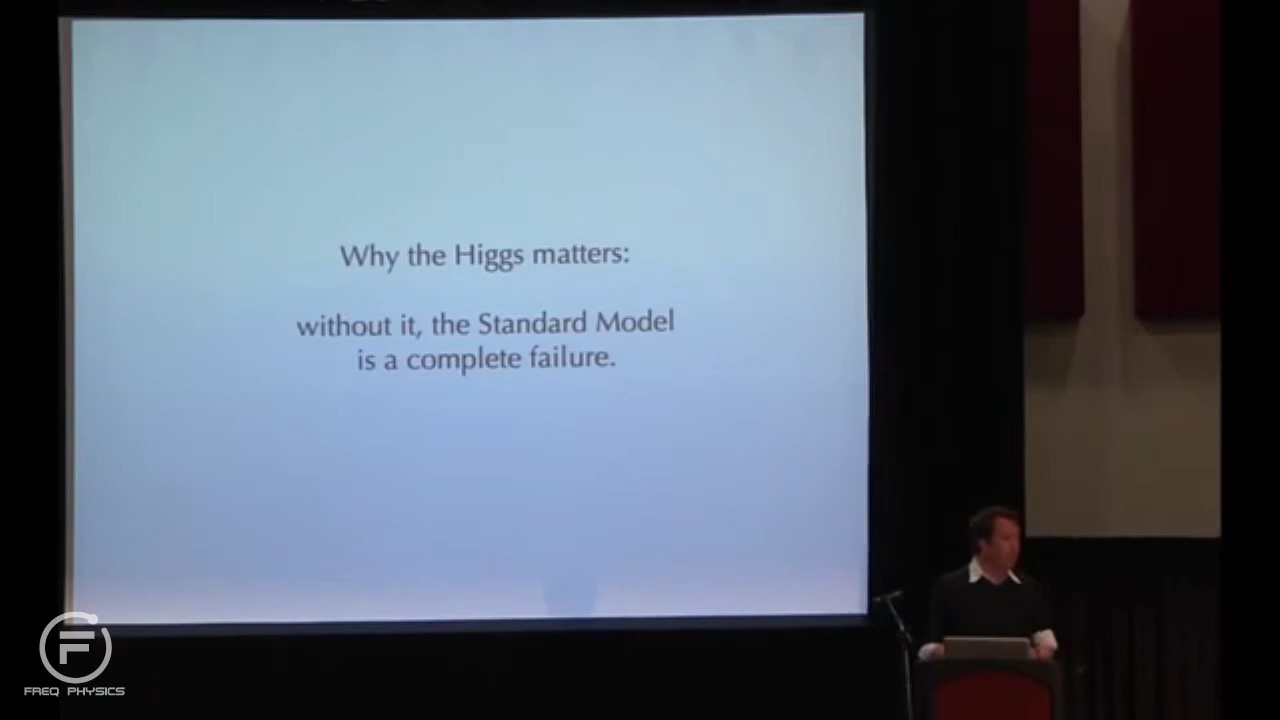 Why the Higgs matters:
without it, the Standard Model
is a complete failure.
F
FREQ PHYSICS